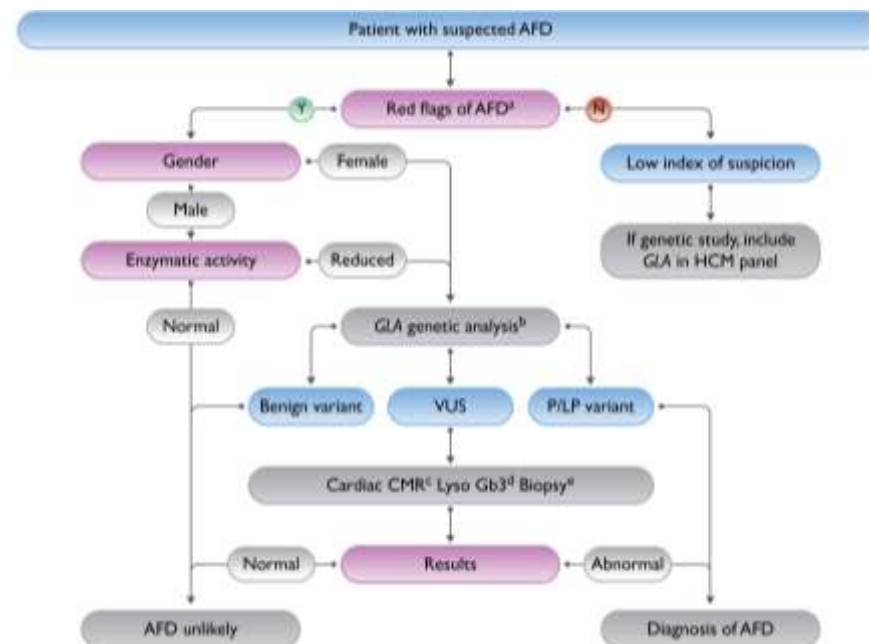 Patient with suspected AFD
Y
Red flags of AFDᵃ
N
Gender
Female
Low index of suspicion
Male
If genetic study, include
GLA in HCM panel
Enzymatic activity
Reduced
Normal
GLA genetic analysisᵇ
Benign variant
VUS
P/LP variant
Cardiac CMRᶜ Lyso Gb3ᵈ Biopsyᵉ
Normal
Results
Abnormal
AFD unlikely
Diagnosis of AFD